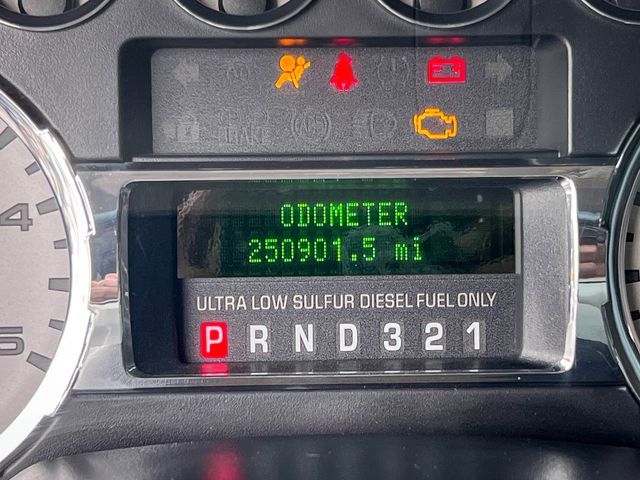 ODOMETER
250901.5 mi
ULTRA LOW SULFUR DIESEL FUEL ONLY
P R N D 3 2 1
4
5